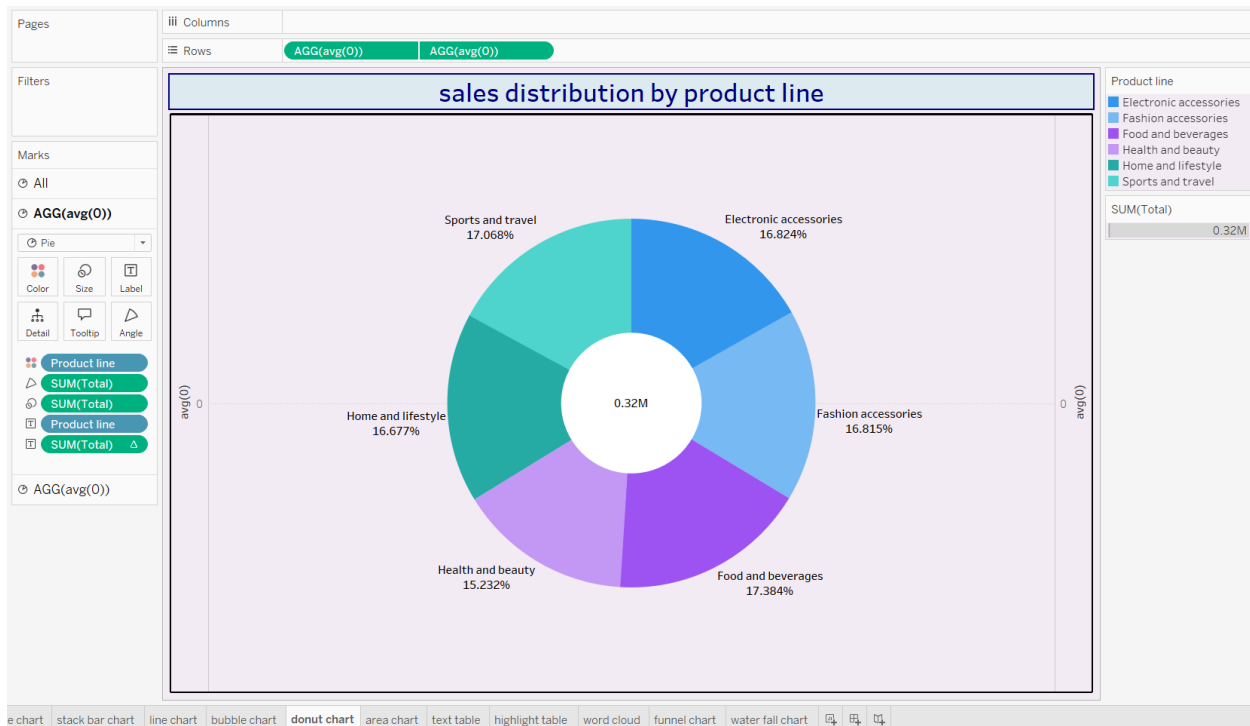 Pages
Columns
Rows
AGG(avg(0))
AGG(avg(0))
Filters
Marks
All
AGG(avg(0))
Pie
Color
Size
Label
Detail
Tooltip
Angle
Product line
SUM(Total)
SUM(Total)
Product line
SUM(Total)
AGG(avg(0))
sales distribution by product line
Sports and travel
17.068%
Electronic accessories
16.824%
avg(0)
0
Home and lifestyle
16.677%
0.32M
Fashion accessories
16.815%
0
avg(0)
Health and beauty
15.232%
Food and beverages
17.384%
Product line
Electronic accessories
Fashion accessories
Food and beverages
Health and beauty
Home and lifestyle
Sports and travel
SUM(Total)
0.32M
e chart
stack bar chart
line chart
bubble chart
donut chart
area chart
text table
highlight table
word cloud
funnel chart
water fall chart